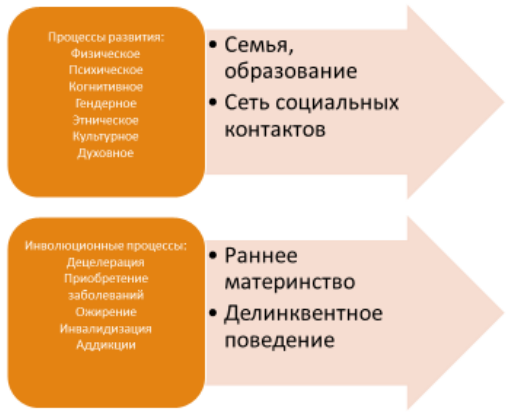 Процессы развития:
Физическое
Психическое
Когнитивное
Гендерное
Этническое
Культурное
Духовное
• Семья,
образование
• Сеть социальных
контактов
Инволюционные процессы:
Децелерация
Приобретение
заболеваний
Ожирение
Инвалидизация
Аддикции
• Раннее
материнство
• Делинквентное
поведение